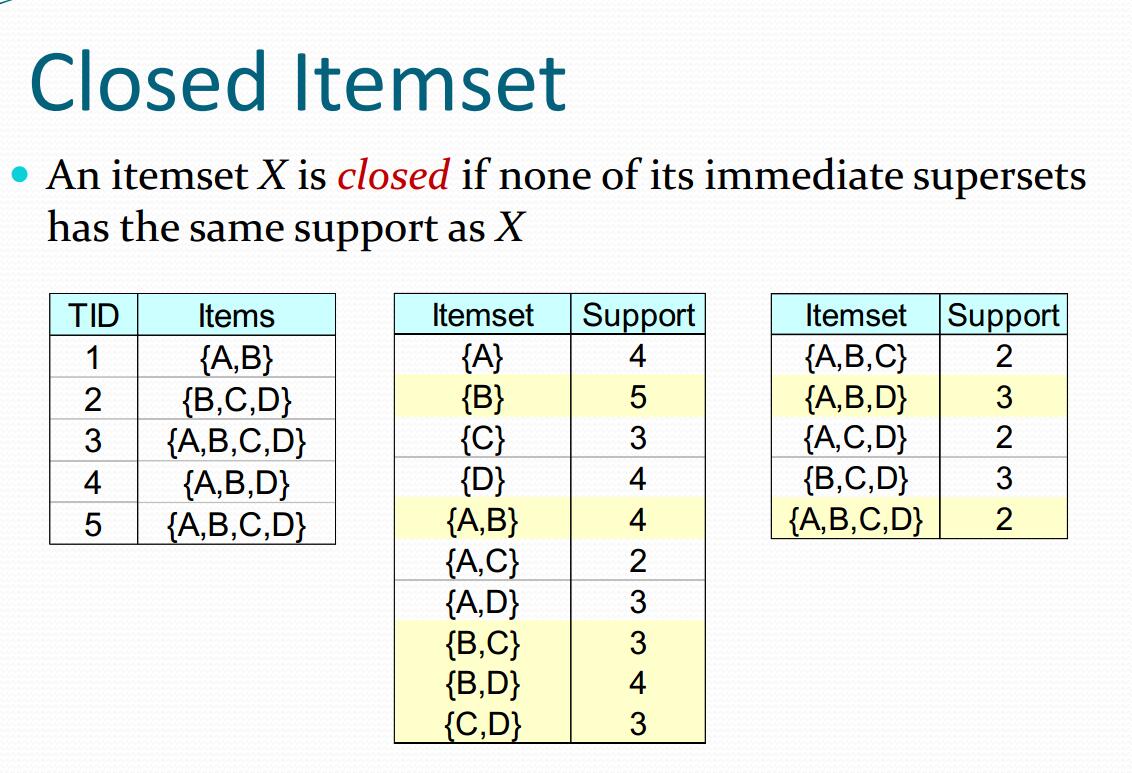 Closed Itemset
• An itemset X is closed if none of its immediate supersets
has the same support as X
TID Items
1 {A,B}
2 {B,C,D}
3 {A,B,C,D}
4 {A,B,D}
5 {A,B,C,D}
Itemset Support
{A} 4
{B} 5
{C} 3
{D} 4
{A,B} 4
{A,C} 2
{A,D} 3
{B,C} 3
{B,D} 4
{C,D} 3
Itemset Support
{A,B,C} 2
{A,B,D} 3
{A,C,D} 2
{B,C,D} 3
{A,B,C,D} 2